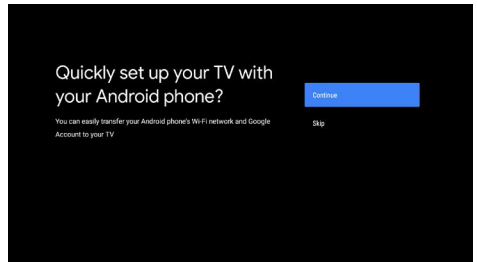 Quickly set up your TV with
your Android phone?
You can easily transfer your Android phone's Wi-Fi network and Google
Account to your TV
Continue
Skip